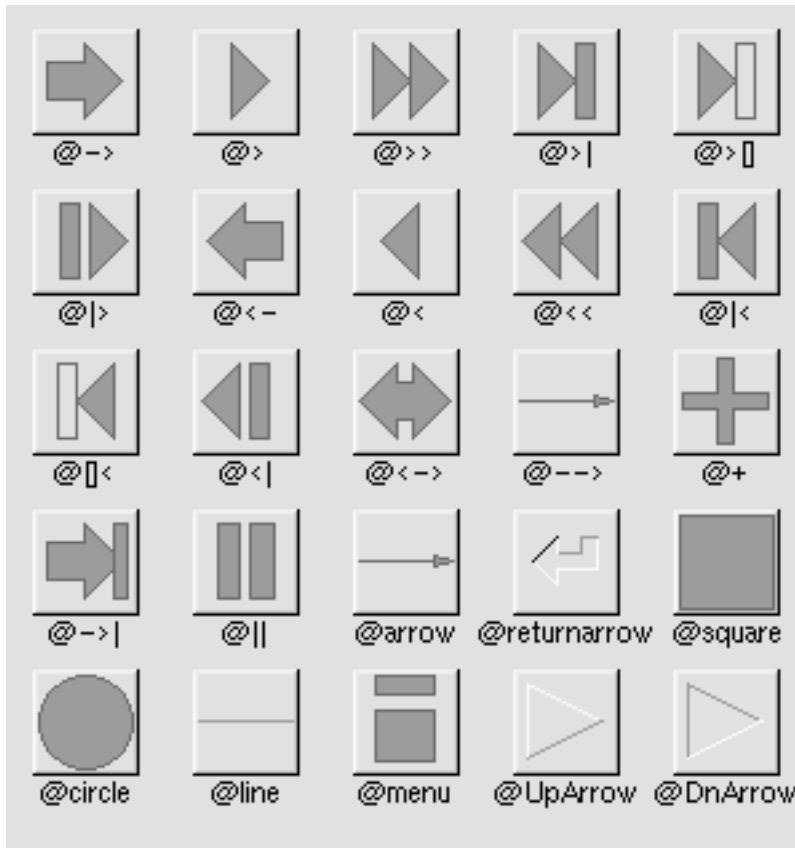 @-> @> @>> @>| @>[]
@|> @<- @< @<< @|<
@[]< @<| @<-> @--> @+
@->| @|| @arrow @returnarrow @square
@circle @line @menu @UpArrow @DnArrow